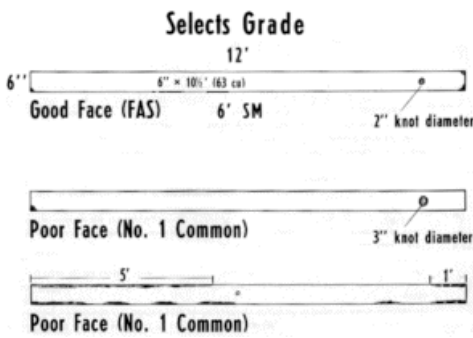 Selects Grade
12'
6"
6" × 10½' (63 cu)
Good Face (FAS) 6' SM
2" knot diameter
Poor Face (No. 1 Common)
3" knot diameter
5' 1'
Poor Face (No. 1 Common)